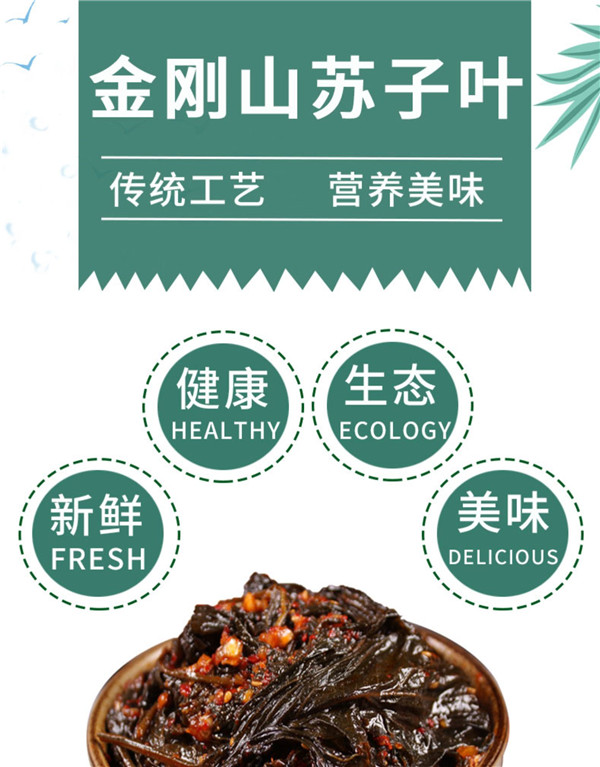 金刚山苏子叶
传统工艺 营养美味
健康
HEALTHY
生态
ECOLOGY
新鲜
FRESH
美味
DELICIOUS